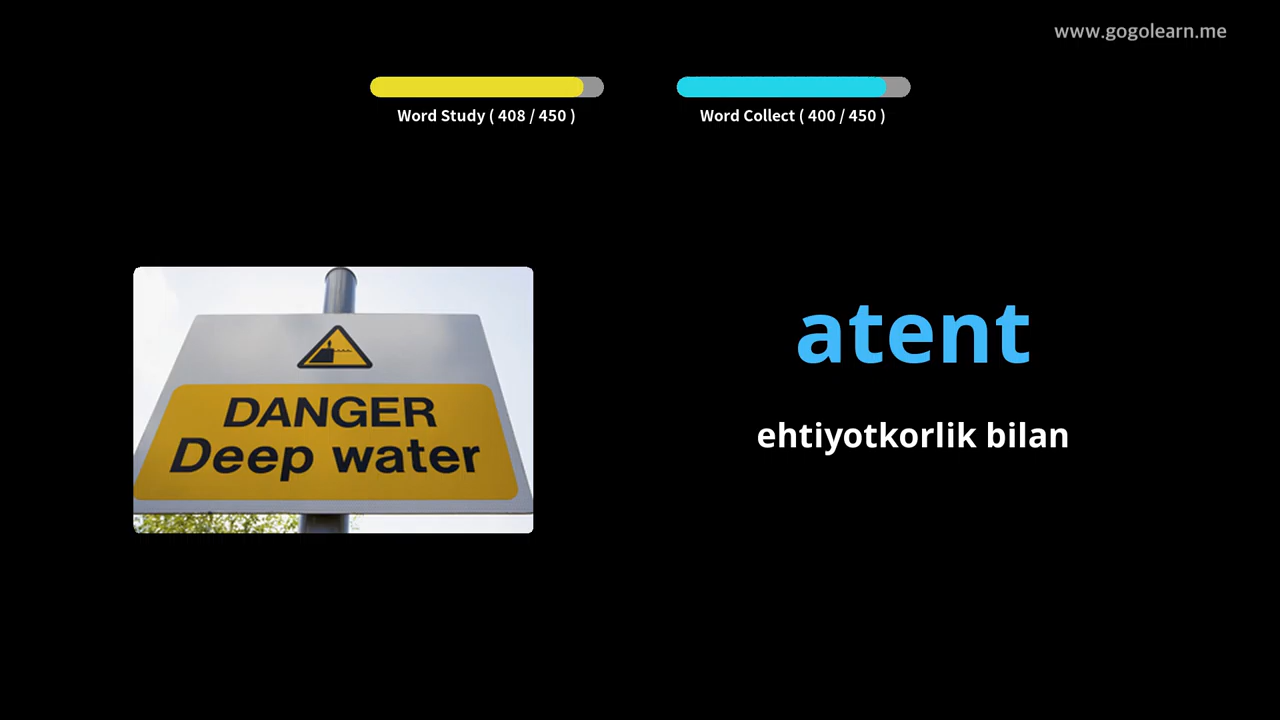 www.gogolearn.me
Word Study ( 408 / 450 )
Word Collect ( 400 / 450 )
DANGER
Deep water
atent
ehtiyotkorlik bilan